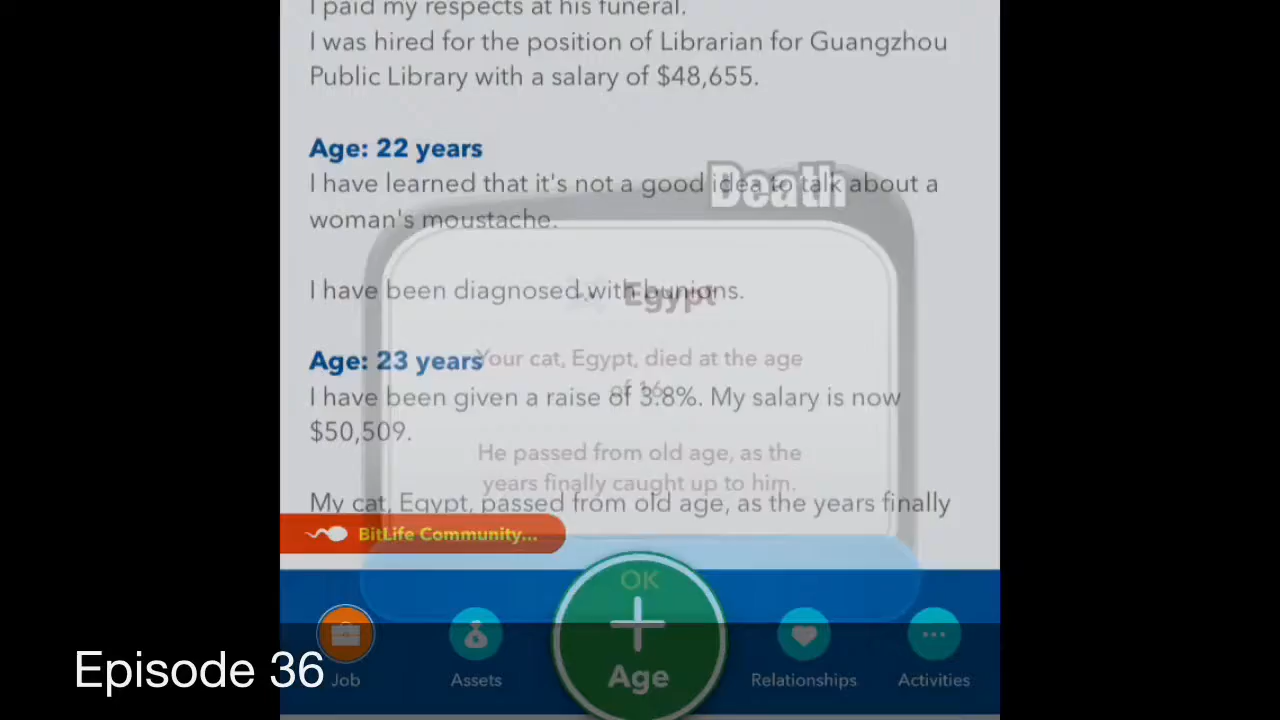 I paid my respects at his funeral.
I was hired for the position of Librarian for Guangzhou
Public Library with a salary of $48,655.
Age: 22 years
I have learned that it's not a good idea to talk about a
woman's moustache.
I have been diagnosed with bunions.
Age: 23 years
I have been given a raise of 3.8%. My salary is now
$50,509.
My cat, Egypt, passed from old age, as the years finally
Death
Egypt
Your cat, Egypt, died at the age
of 16.
He passed from old age, as the
years finally caught up to him.
OK
BitLife Community...
Job
Assets
Age
Relationships
Activities
Episode 36